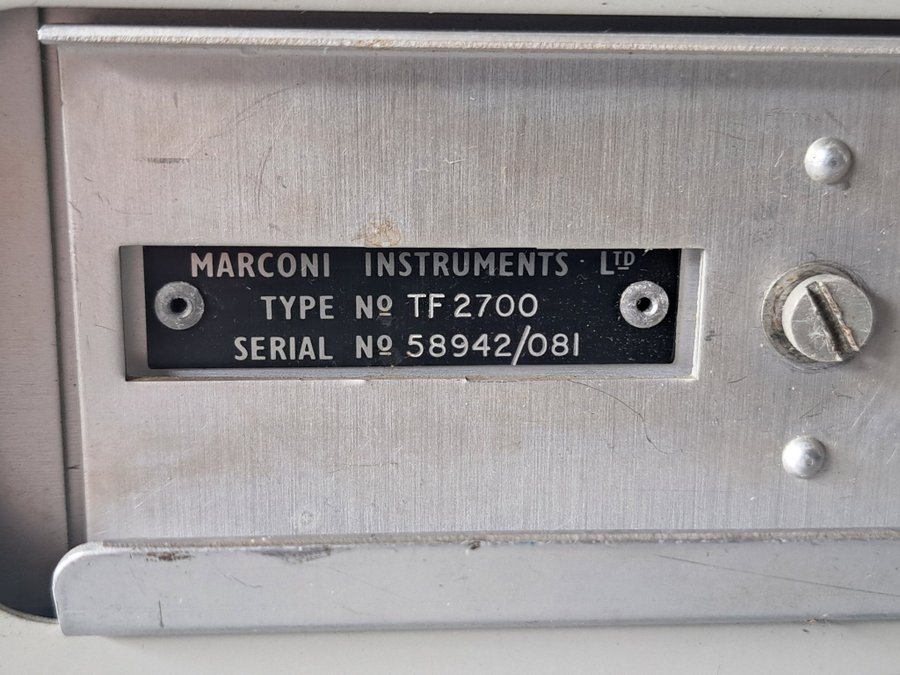 MARCONI INSTRUMENTS LTD
TYPE Nº TF 2700
SERIAL Nº 58942/081